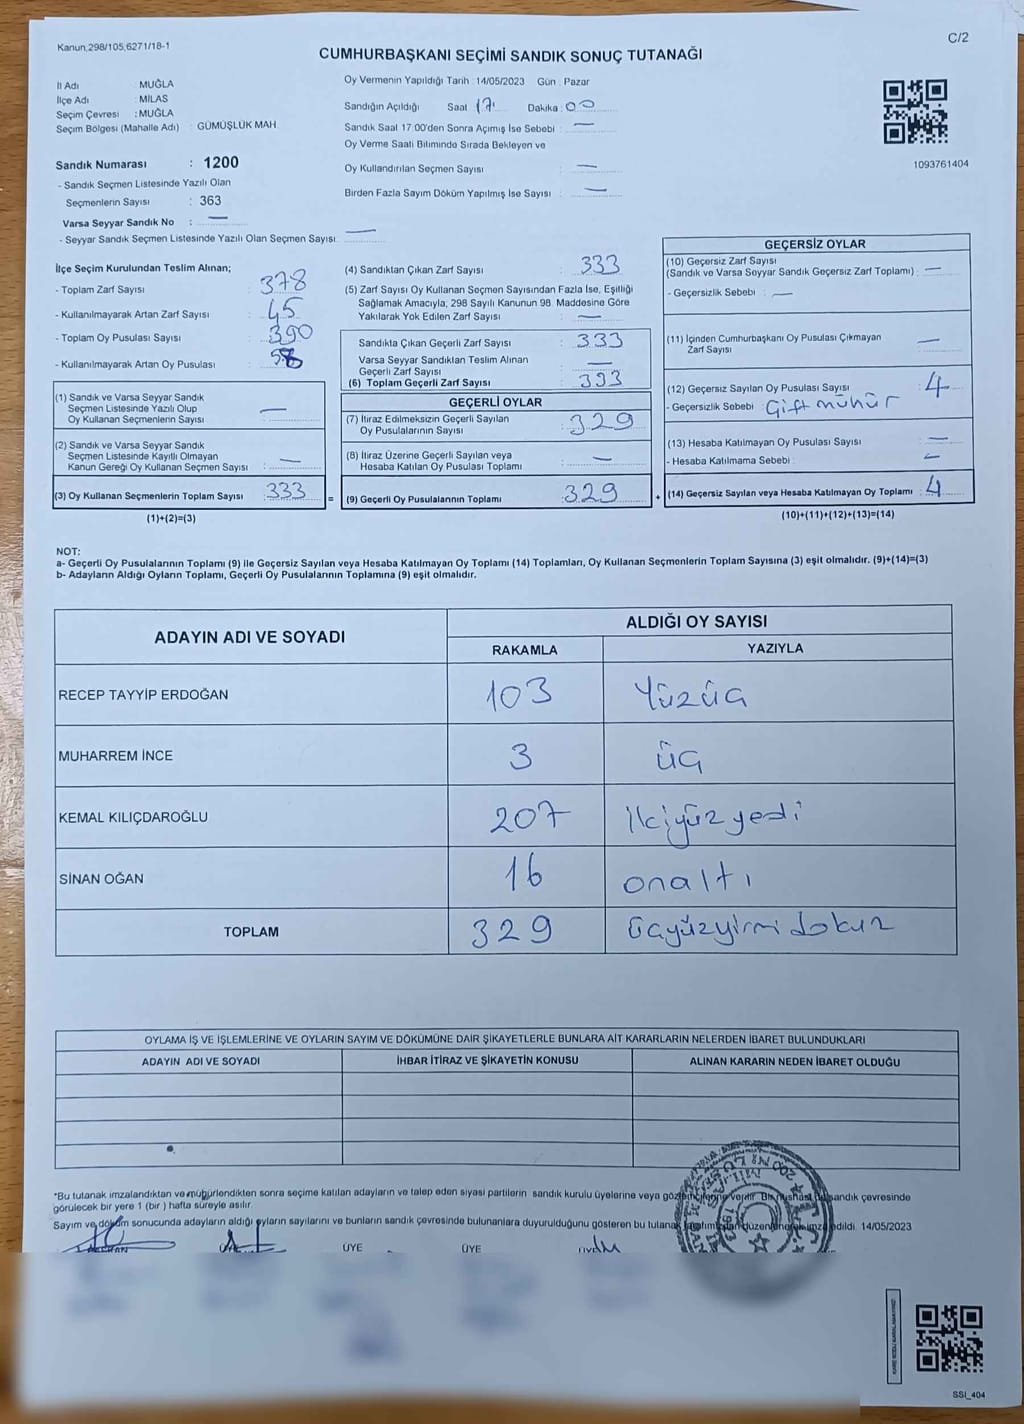 Kanun,298/105,6271/18-1
C/2
CUMHURBAŞKANI SEÇİMİ SANDIK SONUÇ TUTANAĞI
İl Adı : MUĞLA
İlçe Adı : MİLAS
Seçim Çevresi : MUĞLA
Seçim Bölgesi (Mahalle Adı) : GÜMÜŞLÜK MAH
Sandık Numarası : 1200
- Sandık Seçmen Listesinde Yazılı Olan
Seçmenlerin Sayısı : 363
Varsa Seyyar Sandık No : —
- Seyyar Sandık Seçmen Listesinde Yazılı Olan Seçmen Sayısı —
Oy Vermenin Yapıldığı Tarih : 14/05/2023 Gün : Pazar
Sandığın Açıldığı Saat 17 Dakika : 00
Sandık Saat 17.00'den Sonra Açımış İse Sebebi : —
Oy Verme Saati Bitiminde Sırada Bekleyen ve
Oy Kullandırılan Seçmen Sayısı : —
Birden Fazla Sayım Döküm Yapılmış İse Sayısı : —
1093761404
İlçe Seçim Kurulundan Teslim Alınan;
- Toplam Zarf Sayısı : 378
- Kullanılmayarak Artan Zarf Sayısı : 45
- Toplam Oy Pusulası Sayısı : 390
- Kullanılmayarak Artan Oy Pusulası :
(1) Sandık ve Varsa Seyyar Sandık
Seçmen Listesinde Yazılı Olup
Oy Kullanan Seçmenlerin Sayısı —
(2) Sandık ve Varsa Seyyar Sandık
Seçmen Listesinde Kayıtlı Olmayan
Kanun Gereği Oy Kullanan Seçmen Sayısı : —
(3) Oy Kullanan Seçmenlerin Toplam Sayısı : 333
(1)+(2)=(3)
(4) Sandıktan Çıkan Zarf Sayısı : 333
(5) Zarf Sayısı Oy Kullanan Seçmen Sayısından Fazla İse, Eşitliği
Sağlamak Amacıyla, 298 Sayılı Kanunun 98. Maddesine Göre
Yakılarak Yok Edilen Zarf Sayısı : —
Sandıkta Çıkan Geçerli Zarf Sayısı : 333
Varsa Seyyar Sandıktan Teslim Alınan
Geçerli Zarf Sayısı : —
(6) Toplam Geçerli Zarf Sayısı : 333
GEÇERLİ OYLAR
(7) İtiraz Edilmeksizin Geçerli Sayılan
Oy Pusulalarının Sayısı : 329
(8) İtiraz Üzerine Geçerli Sayılan veya
Hesaba Katılan Oy Pusulası Toplamı : —
= (9) Geçerli Oy Pusulalarının Toplamı : 329
GEÇERSİZ OYLAR
(10) Geçersiz Zarf Sayısı
(Sandık ve Varsa Seyyar Sandık Geçersiz Zarf Toplamı) : —
- Geçersizlik Sebebi : —
(11) İçinden Cumhurbaşkanı Oy Pusulası Çıkmayan
Zarf Sayısı : —
(12) Geçersiz Sayılan Oy Pusulası Sayısı : 4
- Geçersizlik Sebebi : Çift mühür
(13) Hesaba Katılmayan Oy Pusulası Sayısı : —
- Hesaba Katılmama Sebebi : —
+ (14) Geçersiz Sayılan veya Hesaba Katılmayan Oy Toplamı : 4
(10)+(11)+(12)+(13)=(14)
NOT:
a- Geçerli Oy Pusulalarının Toplamı (9) ile Geçersiz Sayılan veya Hesaba Katılmayan Oy Toplamı (14) Toplamları, Oy Kullanan Seçmenlerin Toplam Sayısına (3) eşit olmalıdır. (9)+(14)=(3)
b- Adayların Aldığı Oyların Toplamı, Geçerli Oy Pusulalarının Toplamına (9) eşit olmalıdır.
ADAYIN ADI VE SOYADI
ALDIĞI OY SAYISI
RAKAMLA YAZIYLA
RECEP TAYYİP ERDOĞAN 103 Yüzüç
MUHARREM İNCE 3 üç
KEMAL KILIÇDAROĞLU 207 İkiyüz yedi
SİNAN OĞAN 16 onaltı
TOPLAM 329 üçyüzyirmi dokuz
OYLAMA İŞ VE İŞLEMLERİNE VE OYLARIN SAYIM VE DÖKÜMÜNE DAİR ŞİKAYETLERLE BUNLARA AİT KARARLARIN NELERDEN İBARET BULUNDUKLARI
ADAYIN ADI VE SOYADI İHBAR İTİRAZ VE ŞİKAYETİN KONUSU ALINAN KARARIN NEDEN İBARET OLDUĞU
*Bu tutanak imzalandıktan ve mühürlendikten sonra seçime katılan adayların ve talep eden siyasi partilerin sandık kurulu üyelerine veya gözlemcilerine verilir. Bir nüshası da sandık çevresinde
görülecek bir yere 1 (bir ) hafta süreyle asılır.
Sayım ve döküm sonucunda adayların aldığı oyların sayılarını ve bunların sandık çevresinde bulunanlara duyurulduğunu gösteren bu tutanak tarafımızdan düzenlenerek imza edildi. 14/05/2023
BAŞKAN ÜYE ÜYE ÜYE
SSI_404